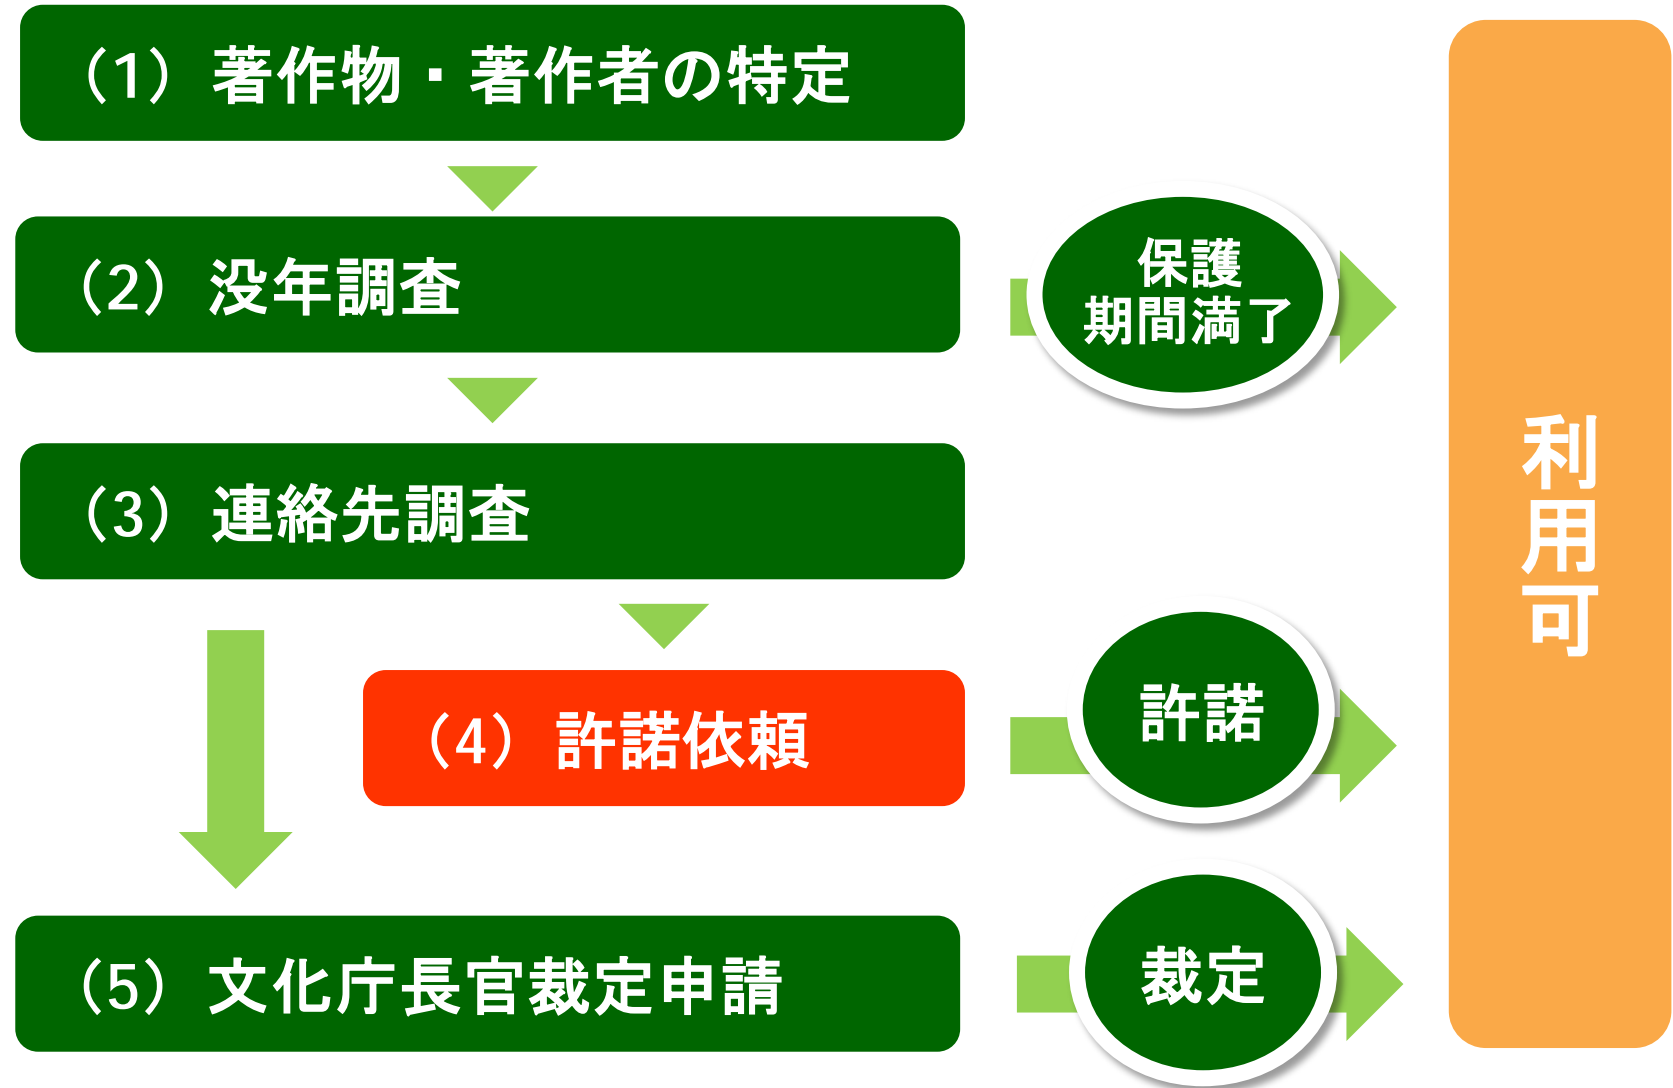 (1) 著作物・著作者の特定
(2) 没年調査
保護
期間満了
(3) 連絡先調査
(4) 許諾依頼
許諾
(5) 文化庁長官裁定申請
裁定
利用可